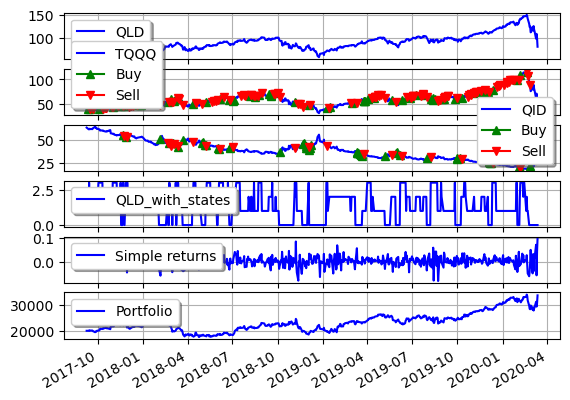 150
100
QLD
100
50
TQQQ
Buy
Sell
50
25
QID
Buy
Sell
2.5
0.0
QLD_with_states
0.1
0.0
Simple returns
30000
20000
Portfolio
2017-10
2018-01
2018-04
2018-07
2018-10
2019-01
2019-04
2019-07
2019-10
2020-01
2020-04